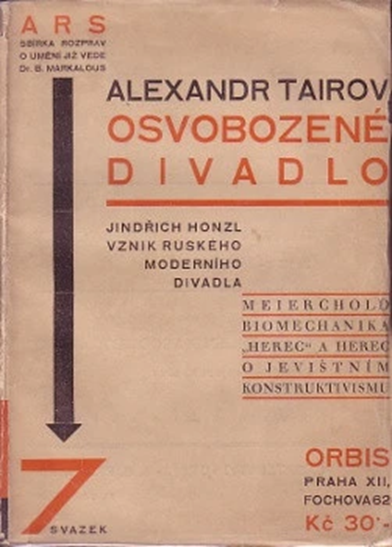 ARS
SBÍRKA ROZPRAV
O UMĚNÍ JIŽ VEDE
Dr. B. MARKALOUS
ALEXANDR TAIROV
OSVOBOZENÉ
DIVADLO
JINDŘICH HONZL
VZNIK RUSKÉHO
MODERNÍHO
DIVADLA
MEIERCHOLD
BIOMECHANIKA
„HEREC“ A HEREC
O JEVIŠTNÍM
KONSTRUKTIVISMU
7
SVAZEK
ORBIS
PRAHA XII,
FOCHOVA 62
Kč 30·-